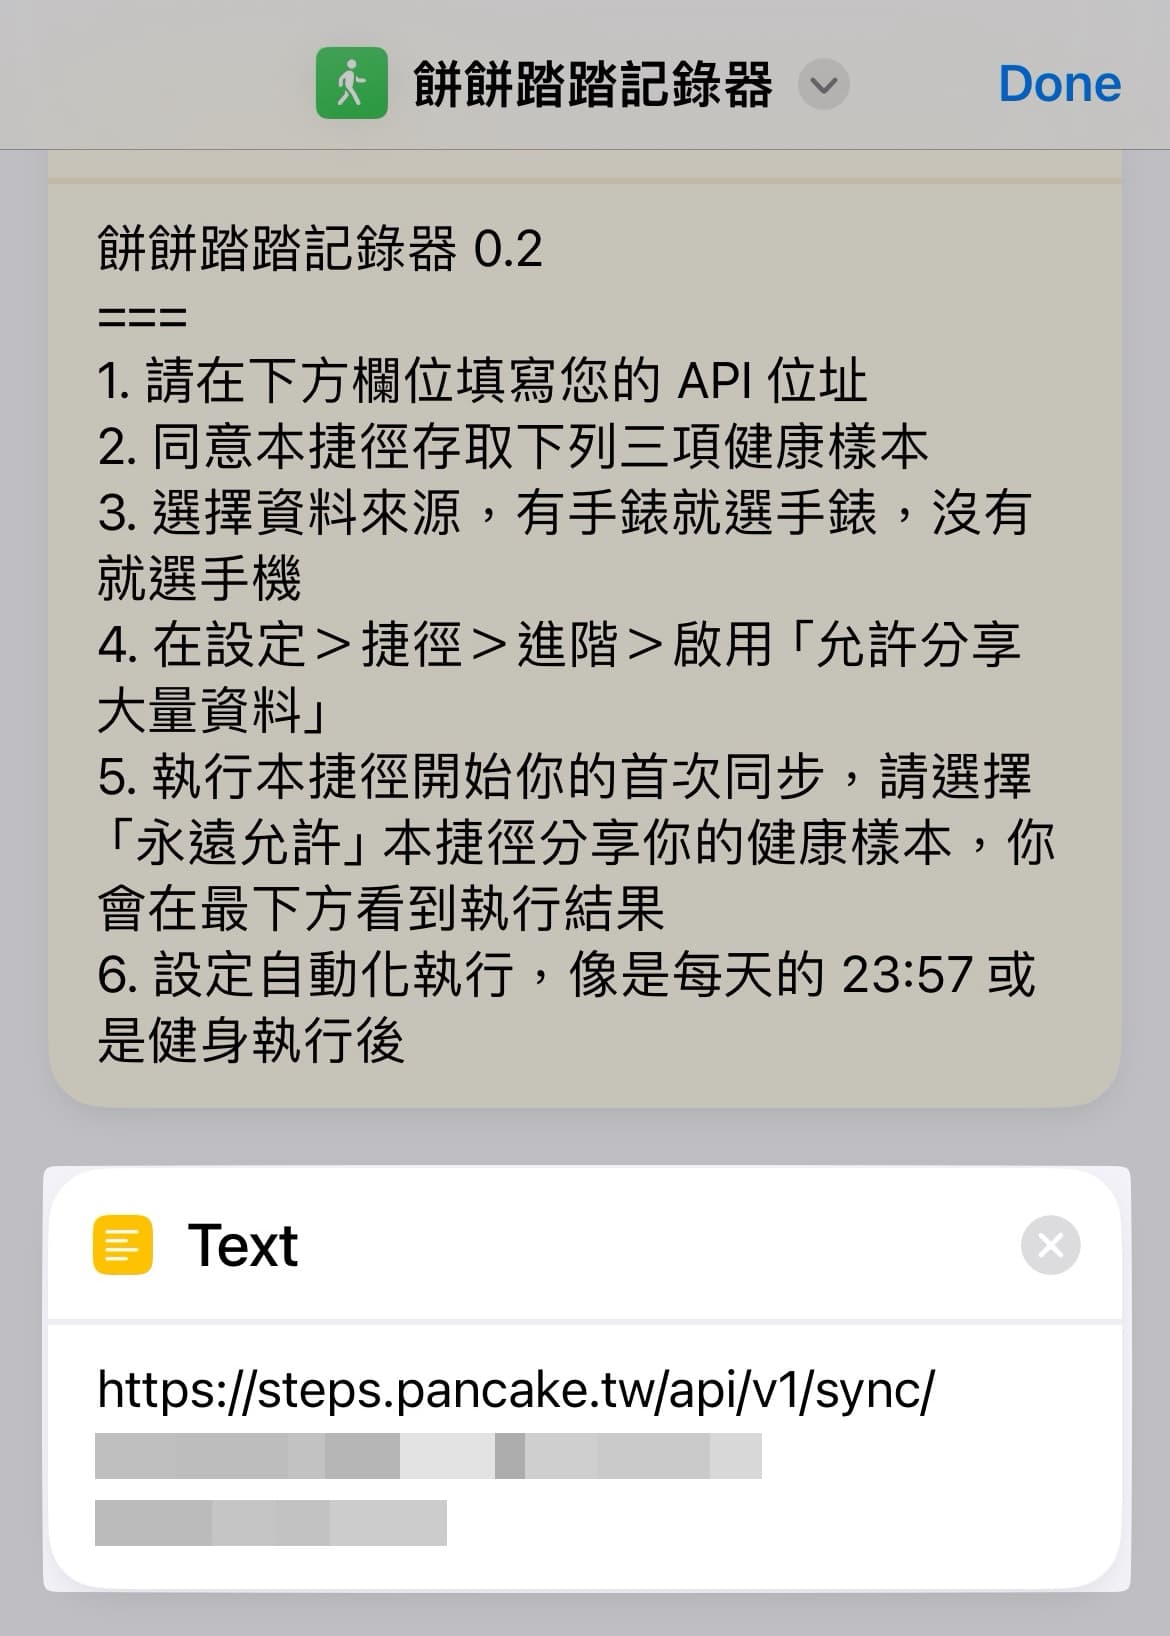 餅餅踏踏記錄器
Done
餅餅踏踏記錄器 0.2
===
1. 請在下方欄位填寫您的 API 位址
2. 同意本捷徑存取下列三項健康樣本
3. 選擇資料來源，有手錶就選手錶，沒有
就選手機
4. 在設定＞捷徑＞進階＞啟用「允許分享
大量資料」
5. 執行本捷徑開始你的首次同步，請選擇
「永遠允許」本捷徑分享你的健康樣本，你
會在最下方看到執行結果
6. 設定自動化執行，像是每天的 23:57 或
是健身執行後
Text
https://steps.pancake.tw/api/v1/sync/